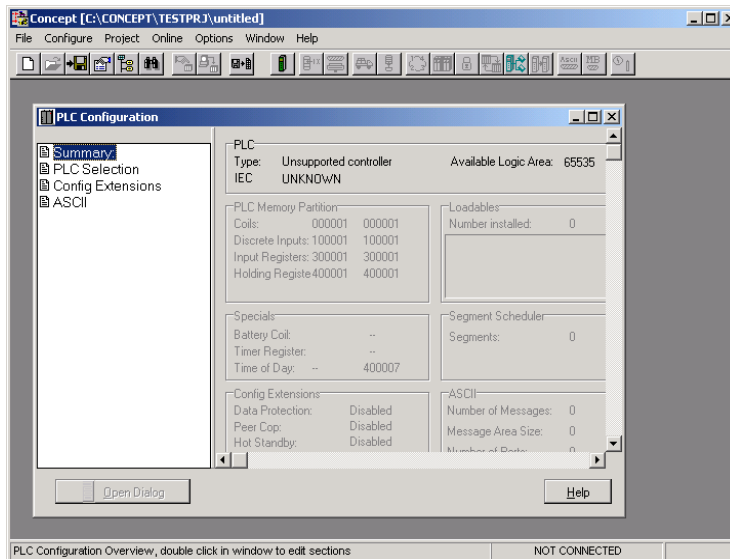 Concept [C:\CONCEPT\TESTPRJ\untitled]
File Configure Project Online Options Window Help
PLC Configuration
Summary:
PLC Selection
Config Extensions
ASCII
PLC
Type: Unsupported controller Available Logic Area: 65535
IEC UNKNOWN
PLC Memory Partition
Coils: 000001 000001
Discrete Inputs: 100001 100001
Input Registers: 300001 300001
Holding Registe 400001 400001
Loadables
Number installed: 0
Specials
Battery Coil: --
Timer Register: --
Time of Day: -- 400007
Segment Scheduler
Segments: 0
Config Extensions
Data Protection: Disabled
Peer Cop: Disabled
Hot Standby: Disabled
ASCII
Number of Messages: 0
Message Area Size: 0
Number of Ports: 0
Open Dialog
Help
PLC Configuration Overview, double click in window to edit sections NOT CONNECTED